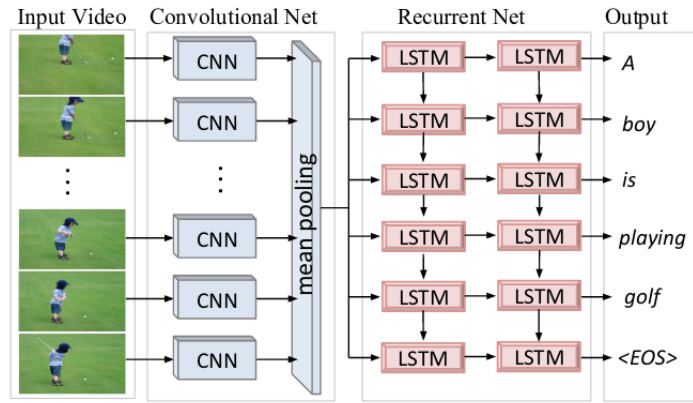 Input Video Convolutional Net Recurrent Net Output
CNN LSTM LSTM A
CNN LSTM LSTM boy
LSTM LSTM is
mean pooling
CNN LSTM LSTM playing
CNN LSTM LSTM golf
CNN LSTM LSTM <EOS>